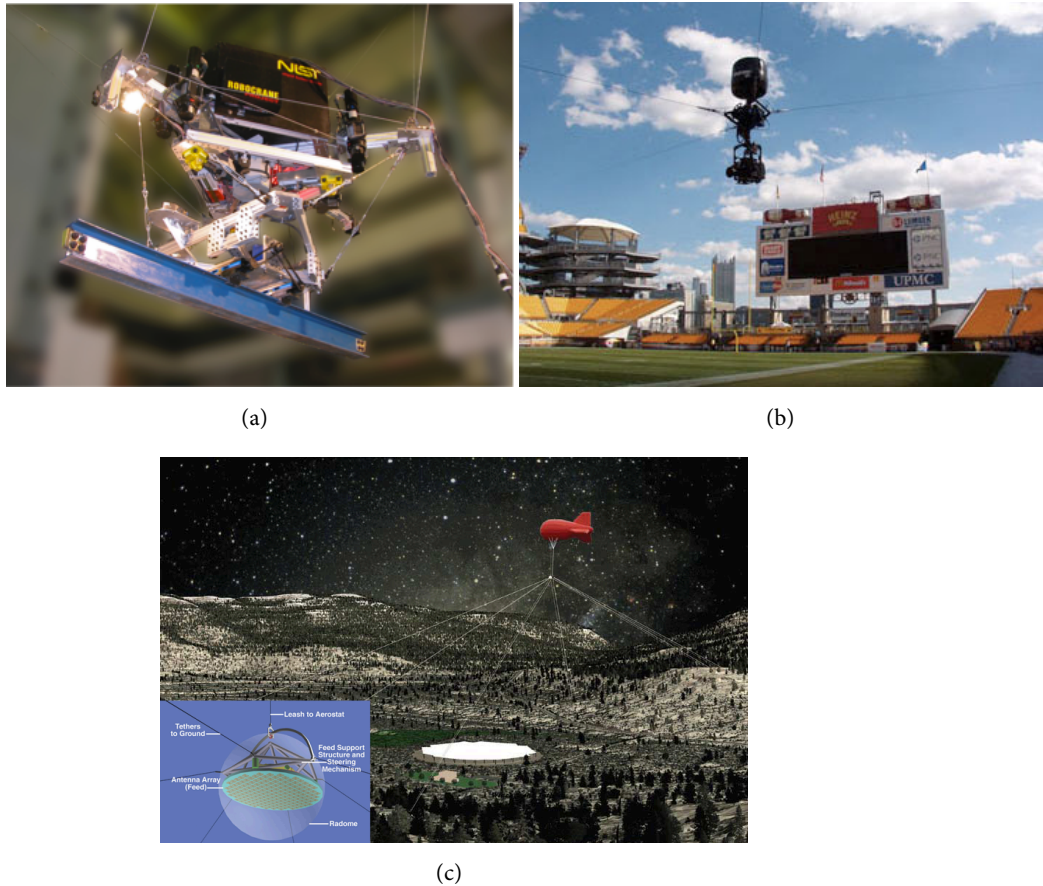 NIST
ROBOCRANE
(a)
HEINZ
PNC
UPMC
(b)
Leash to Aerostat
Tethers
to Ground
Feed Support
Structure and
Steering
Mechanism
Antenna Array
(Feed)
Radome
(c)